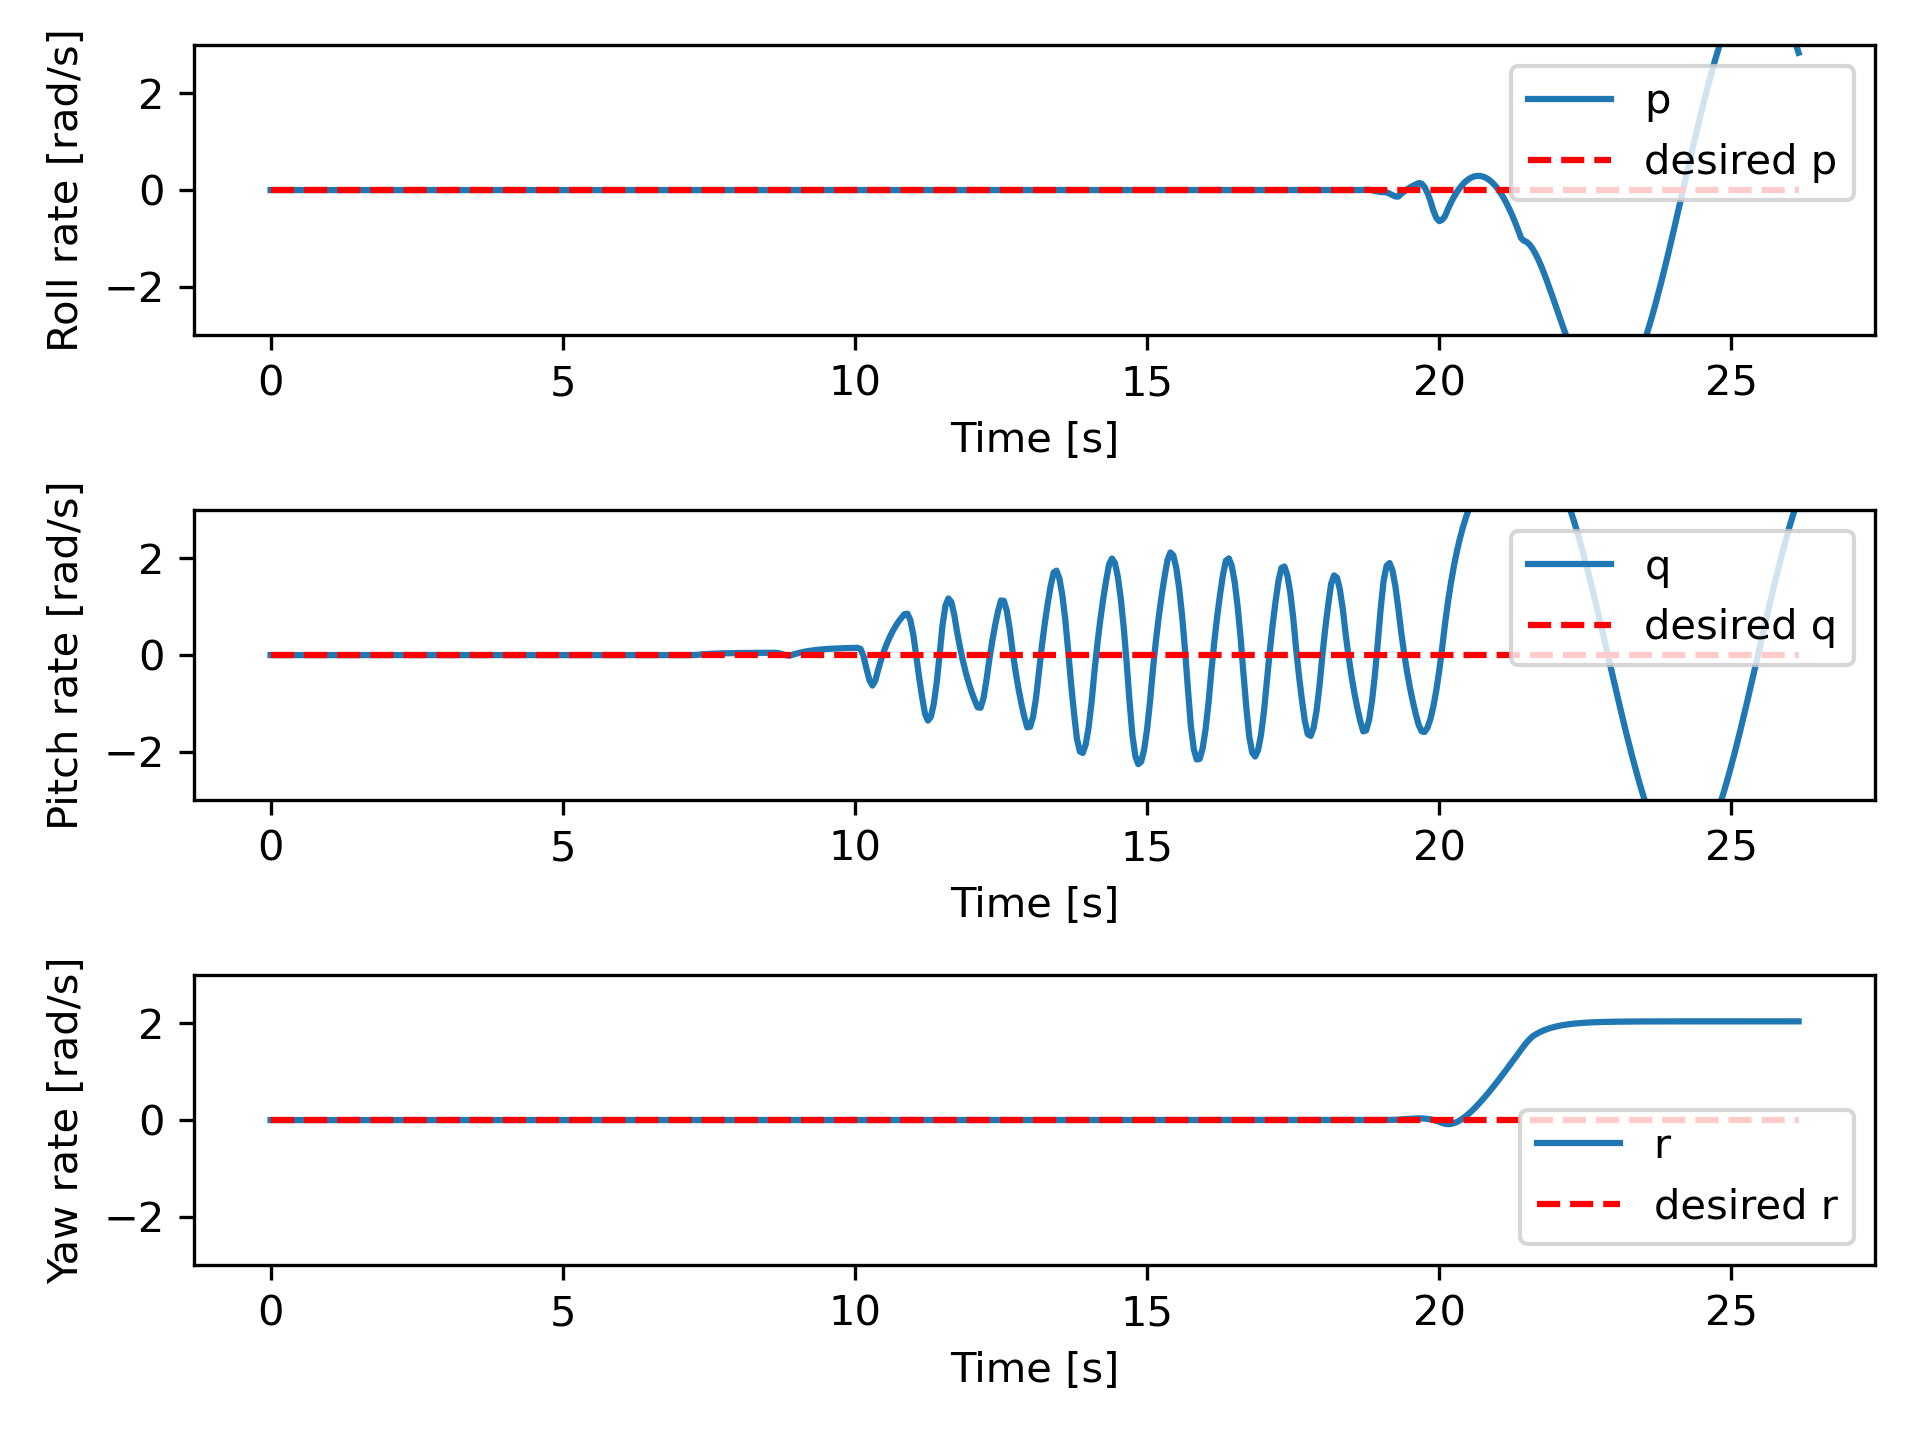 Roll rate [rad/s]
2
0
−2
p
desired p
0 5 10 15 20 25
Time [s]
Pitch rate [rad/s]
2
0
−2
q
desired q
0 5 10 15 20 25
Time [s]
Yaw rate [rad/s]
2
0
−2
r
desired r
0 5 10 15 20 25
Time [s]